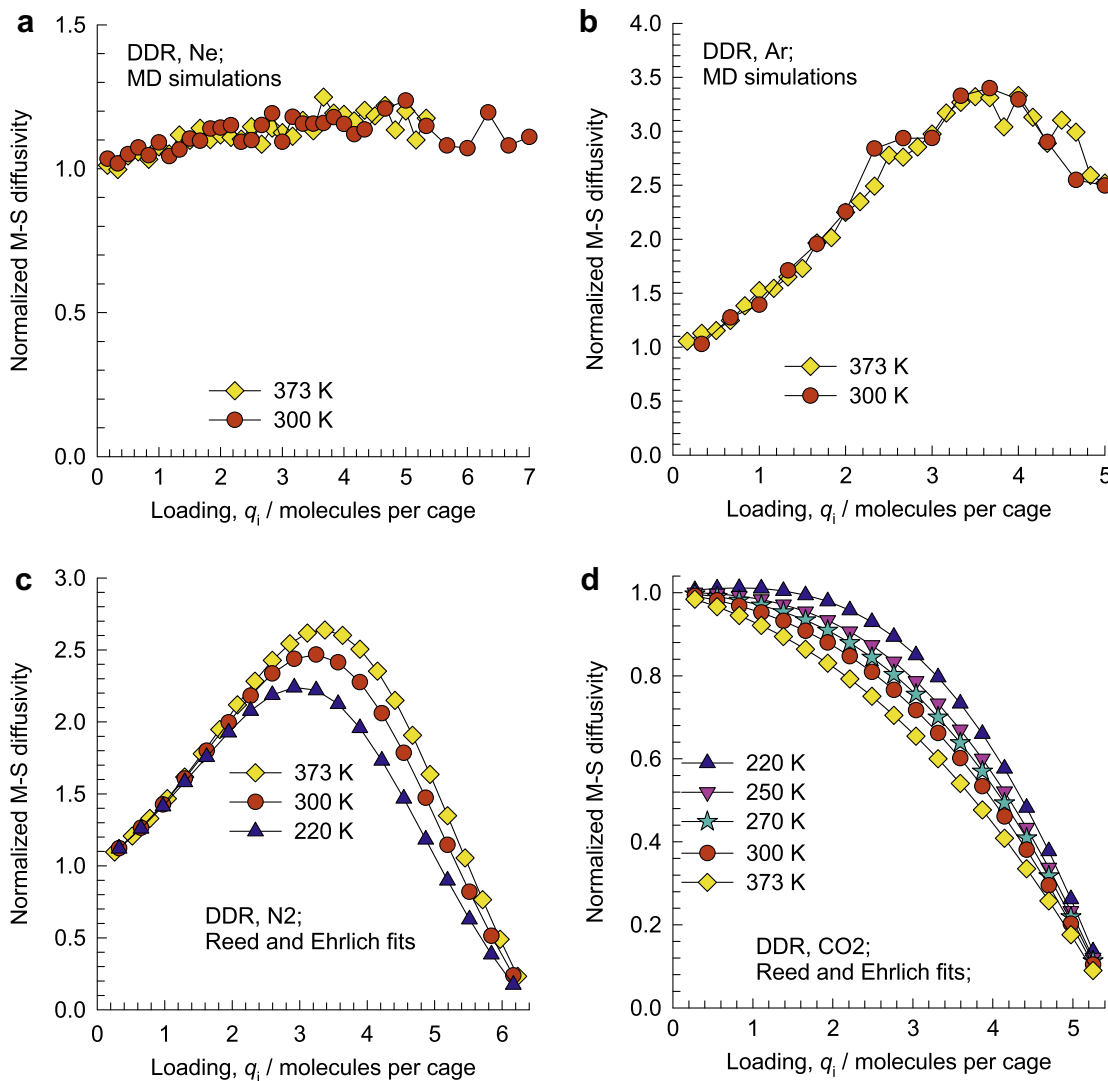 a
1.5
1.0
0.5
0.0
DDR, Ne;
MD simulations
373 K
300 K
0 1 2 3 4 5 6 7
Normalized M-S diffusivity
Loading, qi / molecules per cage
b
4.0
3.5
3.0
2.5
2.0
1.5
1.0
0.5
0.0
DDR, Ar;
MD simulations
373 K
300 K
0 1 2 3 4 5
Normalized M-S diffusivity
Loading, qi / molecules per cage
c
3.0
2.5
2.0
1.5
1.0
0.5
0.0
373 K
300 K
220 K
DDR, N2;
Reed and Ehrlich fits
0 1 2 3 4 5 6
Normalized M-S diffusivity
Loading, qi / molecules per cage
d
1.0
0.8
0.6
0.4
0.2
0.0
220 K
250 K
270 K
300 K
373 K
DDR, CO2;
Reed and Ehrlich fits;
0 1 2 3 4 5
Normalized M-S diffusivity
Loading, qi / molecules per cage